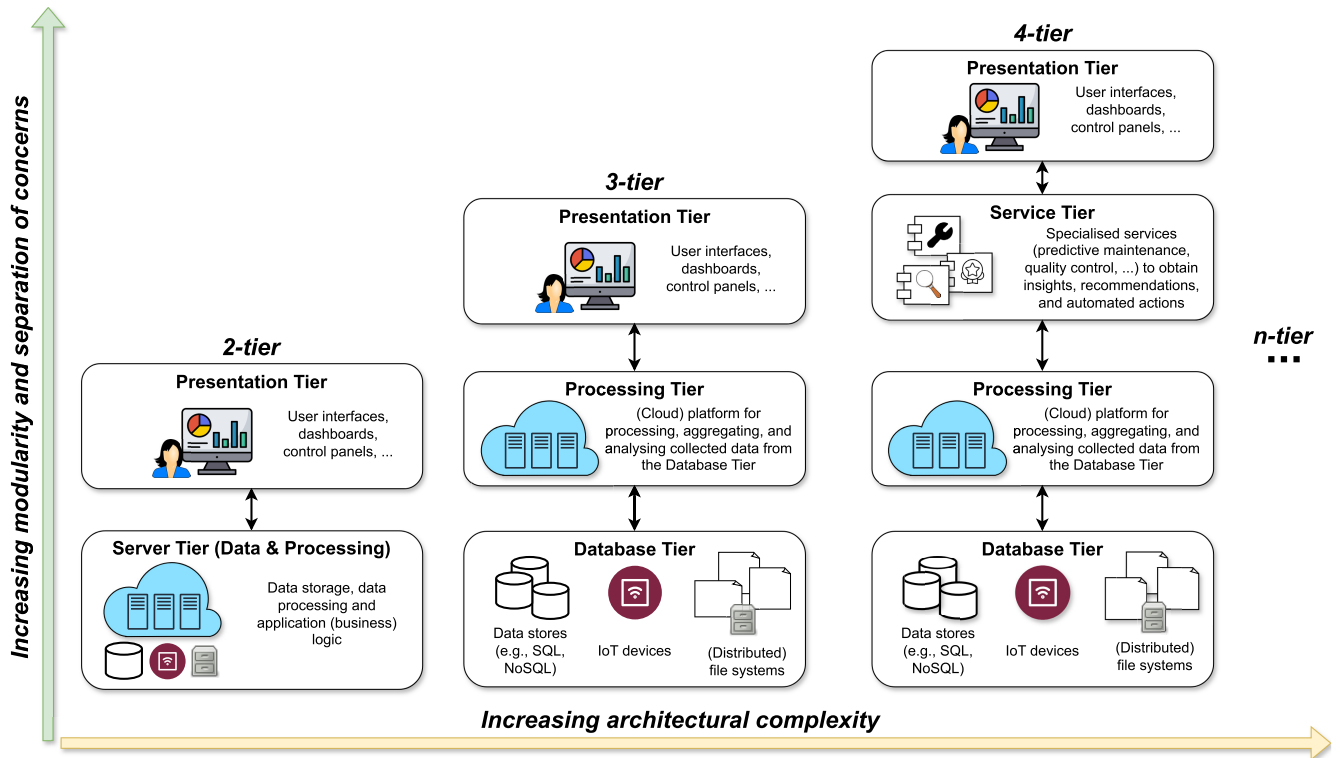 Increasing modularity and separation of concerns
2-tier
Presentation Tier
User interfaces,
dashboards,
control panels, ...
Server Tier (Data & Processing)
Data storage, data
processing and
application (business)
logic
3-tier
Presentation Tier
User interfaces,
dashboards,
control panels, ...
Processing Tier
(Cloud) platform for
processing, aggregating, and
analysing collected data from
the Database Tier
Database Tier
Data stores
(e.g., SQL,
NoSQL)
IoT devices
(Distributed)
file systems
4-tier
Presentation Tier
User interfaces,
dashboards,
control panels, ...
Service Tier
Specialised services
(predictive maintenance,
quality control, ...) to obtain
insights, recommendations,
and automated actions
Processing Tier
(Cloud) platform for
processing, aggregating, and
analysing collected data from
the Database Tier
Database Tier
Data stores
(e.g., SQL,
NoSQL)
IoT devices
(Distributed)
file systems
n-tier
...
Increasing architectural complexity